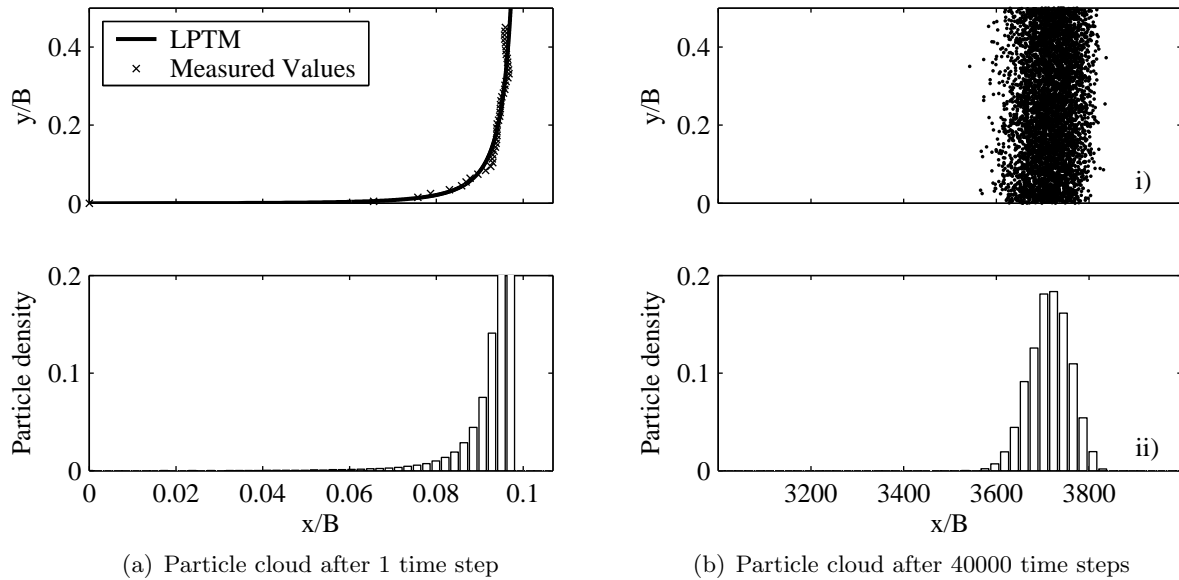 LPTM
Measured Values
y/B
0.4
0.2
0
Particle density
0.2
0.1
0
0 0.02 0.04 0.06 0.08 0.1
x/B
(a) Particle cloud after 1 time step
y/B
0.4
0.2
0
i)
Particle density
0.2
0.1
0
ii)
3200 3400 3600 3800
x/B
(b) Particle cloud after 40000 time steps